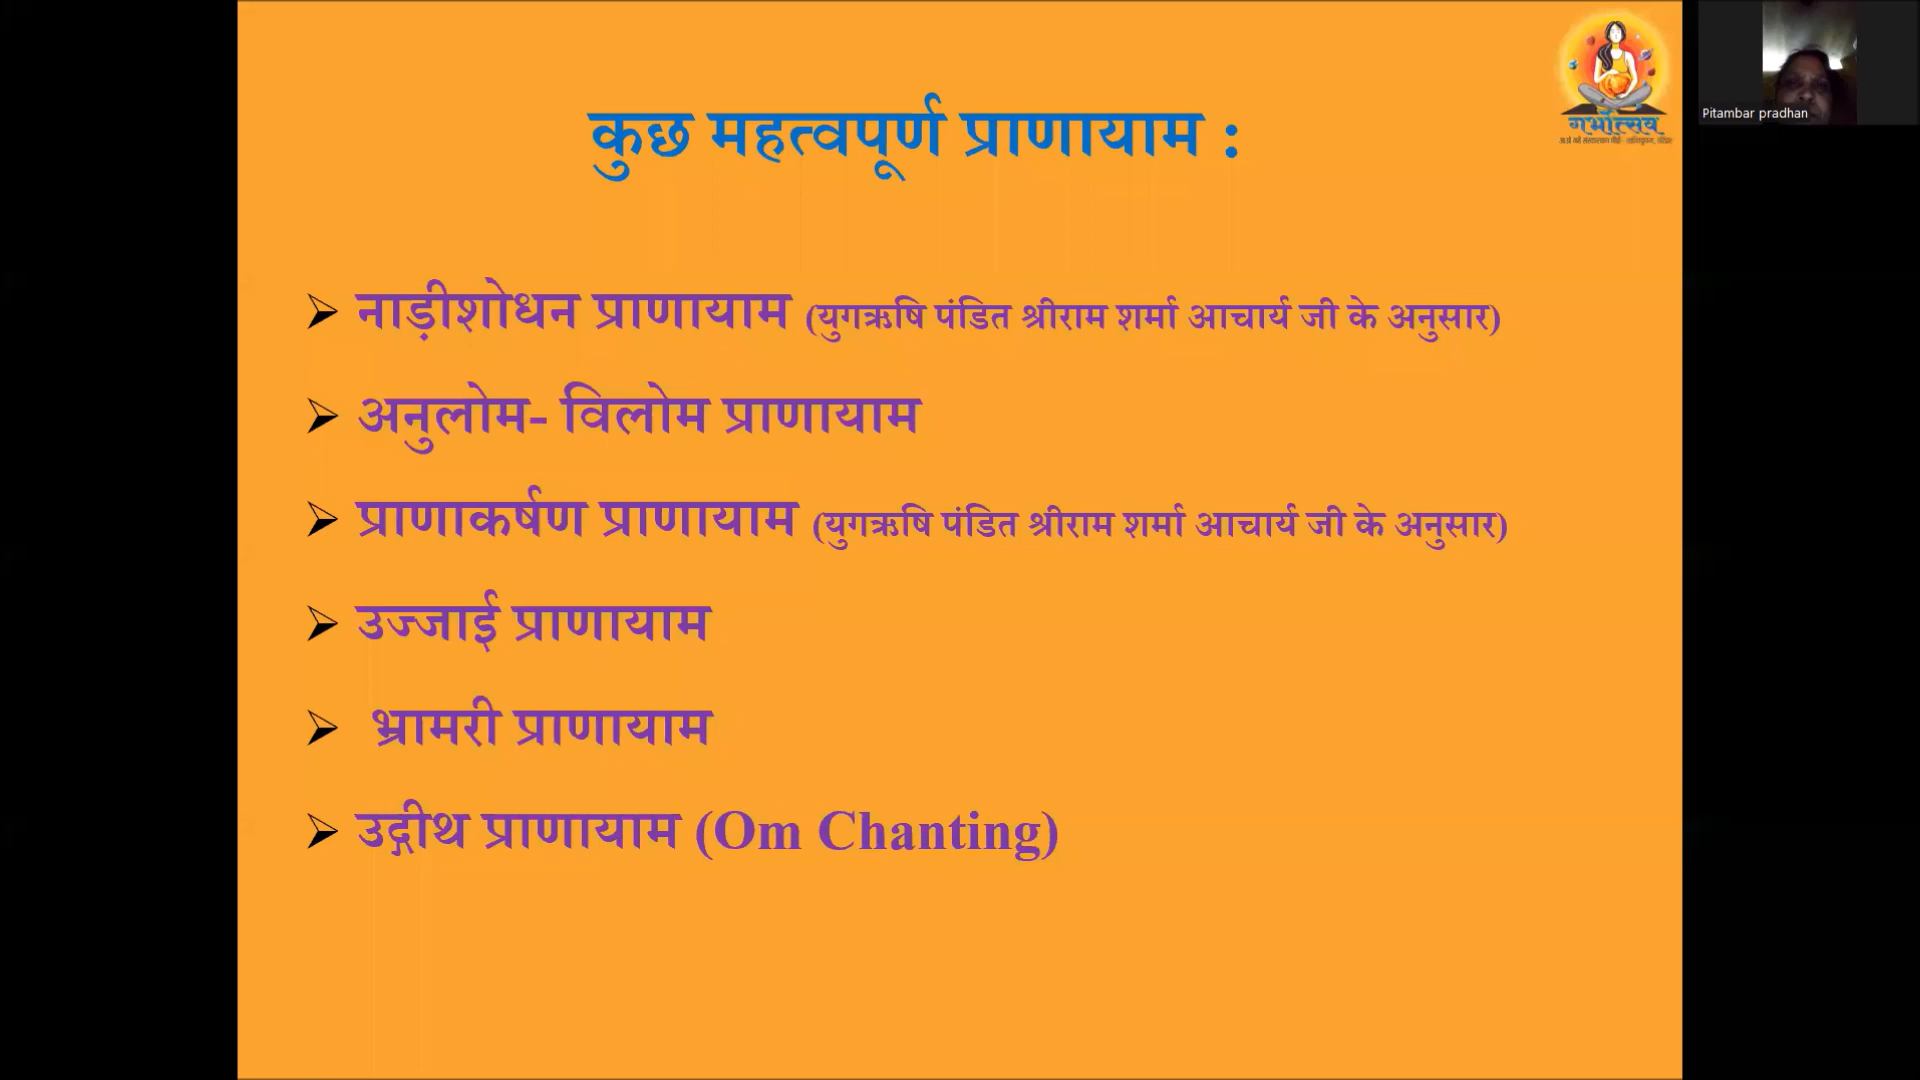 कुछ महत्वपूर्ण प्राणायाम :
गर्भोत्सव
Pitambar pradhan
नाड़ीशोधन प्राणायाम (युगऋषि पंडित श्रीराम शर्मा आचार्य जी के अनुसार)
अनुलोम- विलोम प्राणायाम
प्राणाकर्षण प्राणायाम (युगऋषि पंडित श्रीराम शर्मा आचार्य जी के अनुसार)
उज्जाई प्राणायाम
भ्रामरी प्राणायाम
उद्गीथ प्राणायाम (Om Chanting)